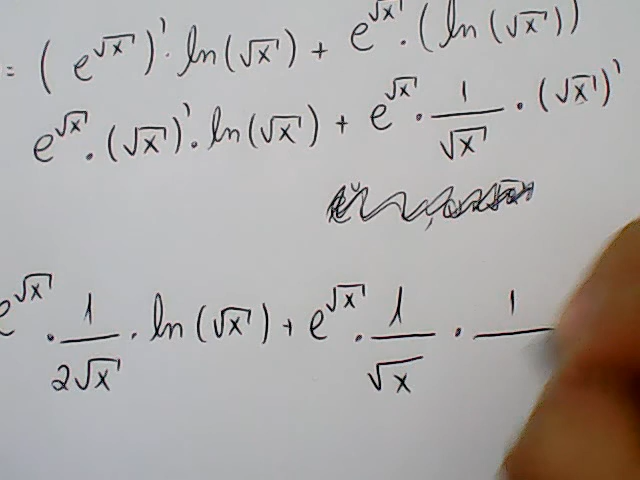 = (e^√x)' · ln(√x) + e^√x · (ln(√x))
e^√x · (√x)' · ln(√x) + e^√x · 1/√x · (√x)'
e^√x · 1/2√x · ln(√x) + e^√x · 1/√x · 1/